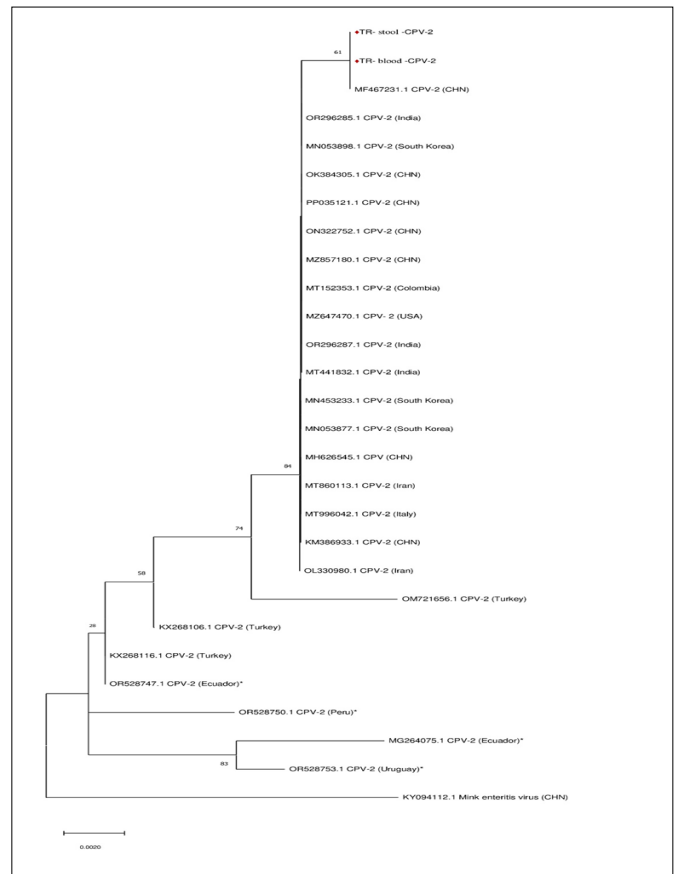 61
TR- stool -CPV-2
TR- blood -CPV-2
MF467231.1 CPV-2 (CHN)
OR296285.1 CPV-2 (India)
MN053898.1 CPV-2 (South Korea)
OK384305.1 CPV-2 (CHN)
PP035121.1 CPV-2 (CHN)
ON322752.1 CPV-2 (CHN)
MZ857180.1 CPV-2 (CHN)
MT152353.1 CPV-2 (Colombia)
MZ647470.1 CPV- 2 (USA)
OR296287.1 CPV-2 (India)
MT441832.1 CPV-2 (India)
MN453233.1 CPV-2 (South Korea)
MN053877.1 CPV-2 (South Korea)
84
MH626545.1 CPV (CHN)
MT860113.1 CPV-2 (Iran)
MT996042.1 CPV-2 (Italy)
74
KM386933.1 CPV-2 (CHN)
OL330980.1 CPV-2 (Iran)
58
OM721656.1 CPV-2 (Turkey)
26
KX268106.1 CPV-2 (Turkey)
KX268116.1 CPV-2 (Turkey)
OR528747.1 CPV-2 (Ecuador)*
OR528750.1 CPV-2 (Peru)*
MG264075.1 CPV-2 (Ecuador)*
83
OR528753.1 CPV-2 (Uruguay)*
KY094112.1 Mink enteritis virus (CHN)
0.0020